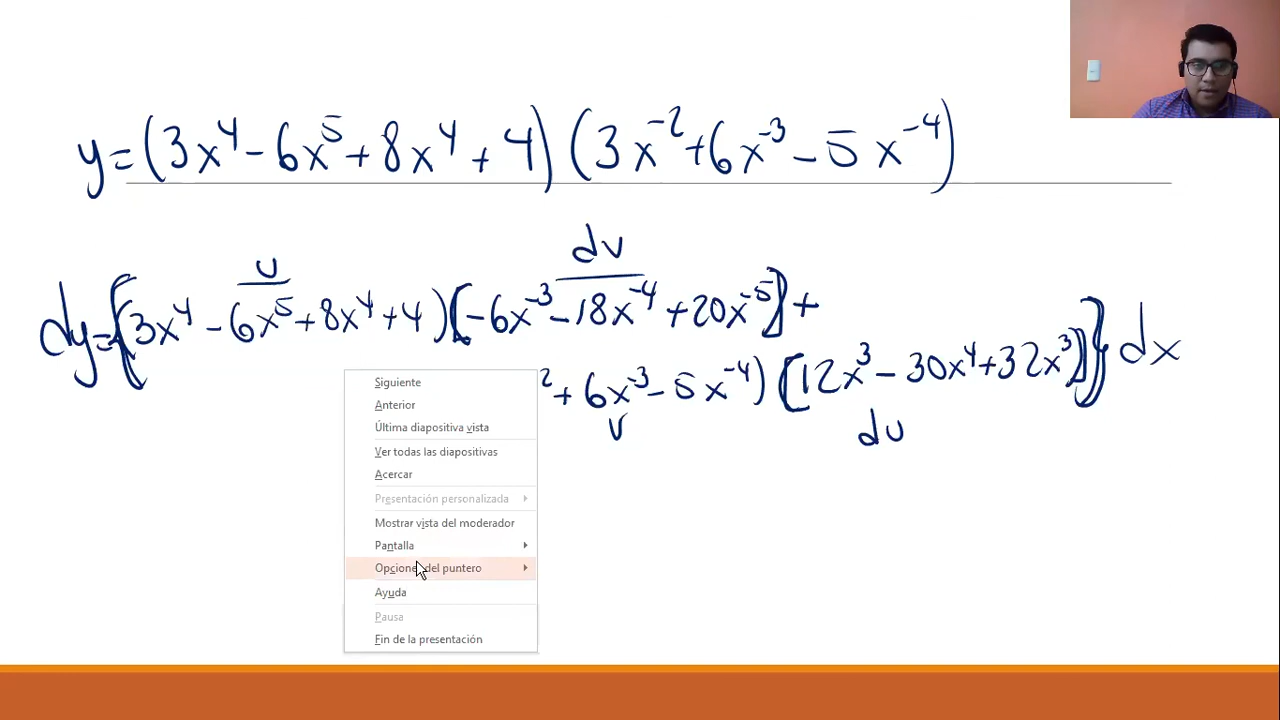 y=(3x⁴-6x⁵+8x⁴+4)(3x⁻²+6x⁻³-5x⁻⁴)
u
dv
dy={3x⁴-6x⁵+8x⁴+4)[-6x⁻³-18x⁻⁴+20x⁻⁵]+
²+6x⁻³-5x⁻⁴)[12x³-30x⁴+32x³]}dx
v
du
Siguiente
Anterior
Última diapositiva vista
Ver todas las diapositivas
Acercar
Presentación personalizada
Mostrar vista del moderador
Pantalla
Opciones del puntero
Ayuda
Pausa
Fin de la presentación